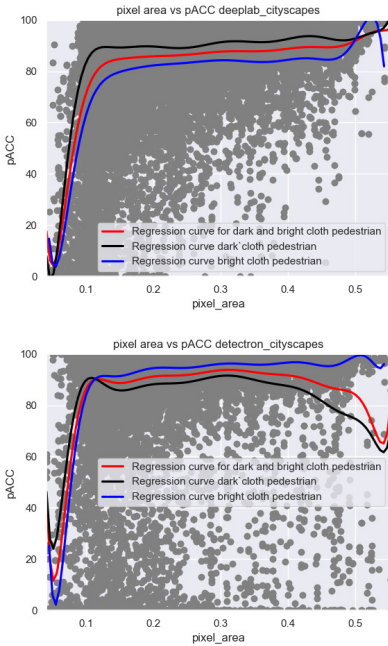 pixel area vs pACC deeplab_cityscapes
100
80
60
40
20
0
pACC
Regression curve for dark and bright cloth pedestrian
Regression curve dark`cloth pedestrian
Regression curve bright cloth pedestrian
0.1 0.2 0.3 0.4 0.5
pixel_area
pixel area vs pACC detectron_cityscapes
100
80
60
40
20
0
pACC
Regression curve for dark and bright cloth pedestrian
Regression curve dark`cloth pedestrian
Regression curve bright cloth pedestrian
0.1 0.2 0.3 0.4 0.5
pixel_area